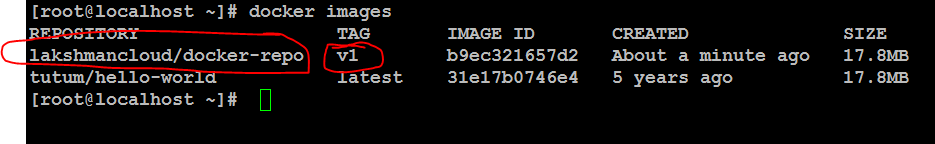 [root@localhost ~]# docker images
REPOSITORY TAG IMAGE ID CREATED SIZE
lakshmancloud/docker-repo v1 b9ec321657d2 About a minute ago 17.8MB
tutum/hello-world latest 31e17b0746e4 5 years ago 17.8MB
[root@localhost ~]#